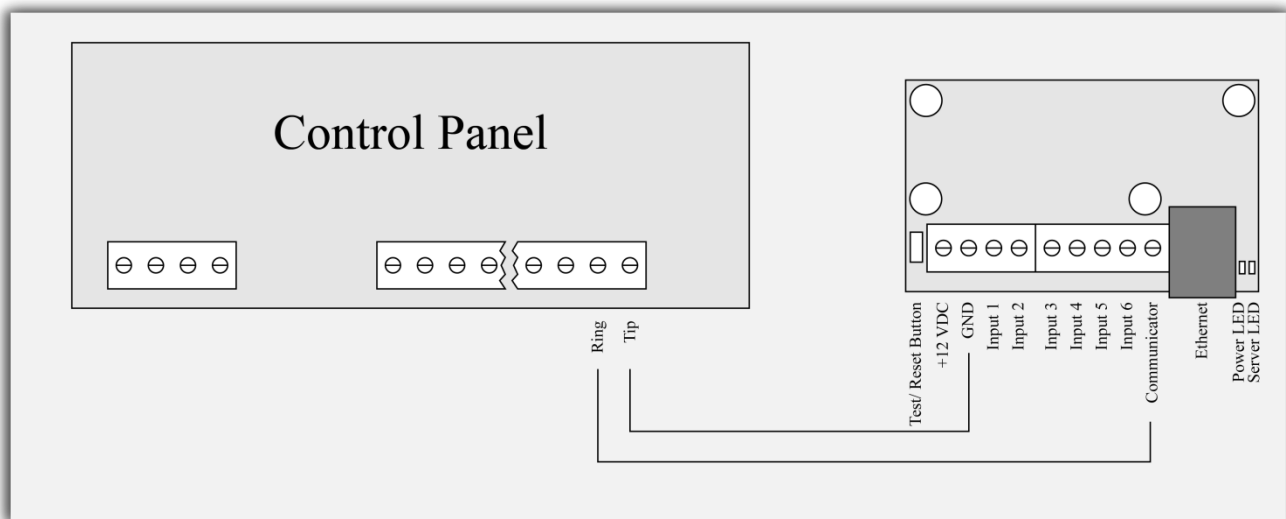 Control Panel
Ring
Tip
Test/ Reset Button
+12 VDC
GND
Input 1
Input 2
Input 3
Input 4
Input 5
Input 6
Communicator
Ethernet
Power LED
Server LED